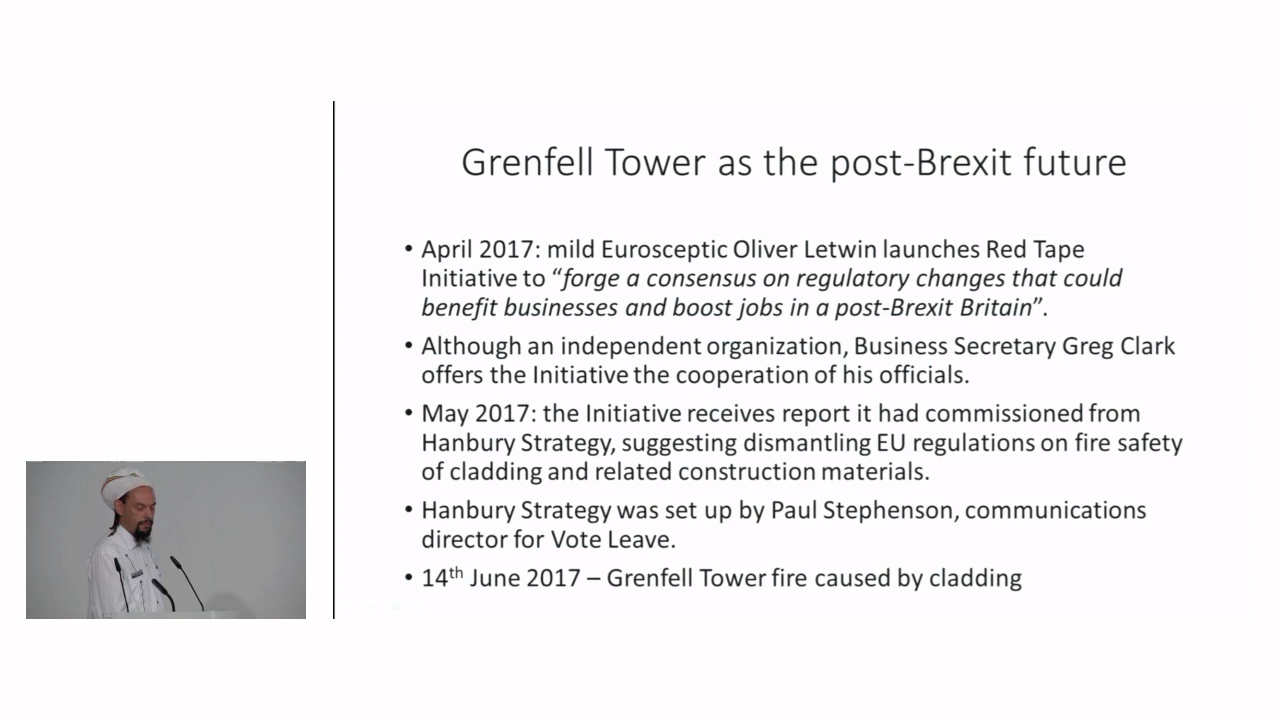 Grenfell Tower as the post-Brexit future
• April 2017: mild Eurosceptic Oliver Letwin launches Red Tape
Initiative to “forge a consensus on regulatory changes that could
benefit businesses and boost jobs in a post-Brexit Britain”.
• Although an independent organization, Business Secretary Greg Clark
offers the Initiative the cooperation of his officials.
• May 2017: the Initiative receives report it had commissioned from
Hanbury Strategy, suggesting dismantling EU regulations on fire safety
of cladding and related construction materials.
• Hanbury Strategy was set up by Paul Stephenson, communications
director for Vote Leave.
• 14th June 2017 – Grenfell Tower fire caused by cladding